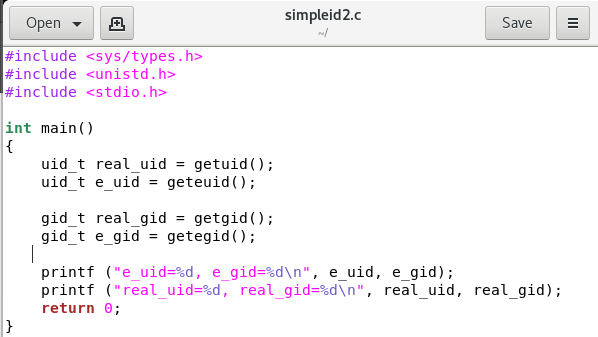 Open
simpleid2.c
~/
Save
#include <sys/types.h>
#include <unistd.h>
#include <stdio.h>

int main()
{
    uid_t real_uid = getuid();
    uid_t e_uid = geteuid();

    gid_t real_gid = getgid();
    gid_t e_gid = getegid();

    printf ("e_uid=%d, e_gid=%d\n", e_uid, e_gid);
    printf ("real_uid=%d, real_gid=%d\n", real_uid, real_gid);
    return 0;
}